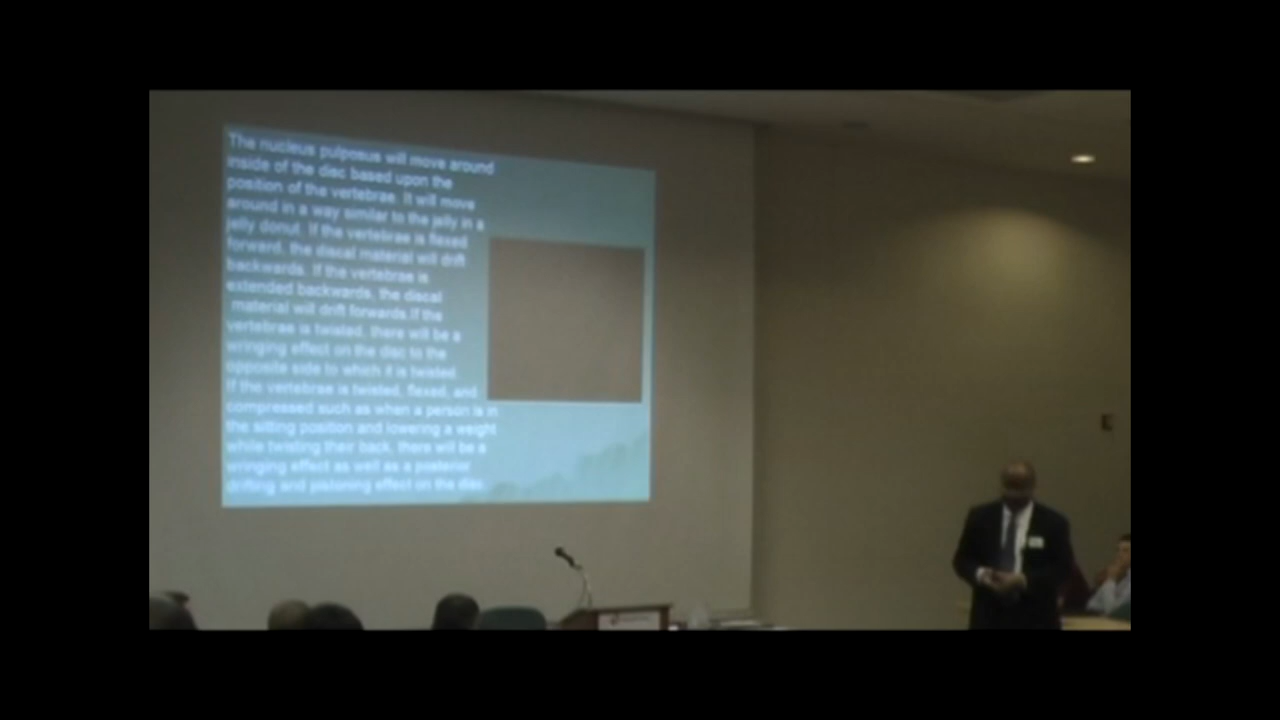 The nucleus pulposus will move around
inside of the disc based upon the
position of the vertebrae. It will move
around in a way similar to the jelly in a
jelly donut. If the vertebrae is flexed
forward, the discal material will drift
backwards. If the vertebrae is
extended backwards, the discal
material will drift forwards.If the
vertebrae is twisted, there will be a
wringing effect on the disc to the
opposite side to which it is twisted.
If the vertebrae is twisted, flexed, and
compressed such as when a person is in
the sitting position and lowering a weight
while twisting their back, there will be a
wringing effect as well as a posterior
drifting and pistoning effect on the disc.